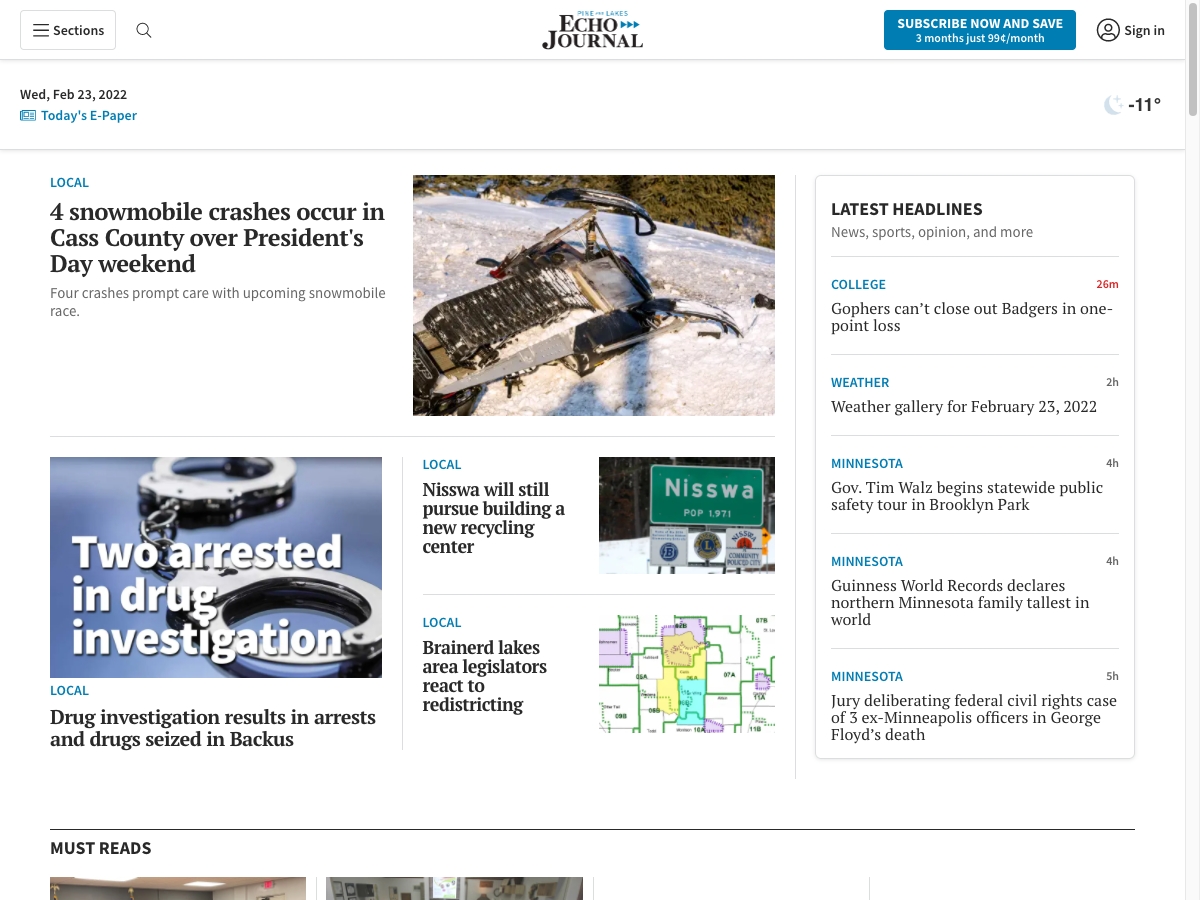 Sections
PINE AND LAKES
ECHO
JOURNAL
SUBSCRIBE NOW AND SAVE
3 months just 99¢/month
Sign in
Wed, Feb 23, 2022
Today's E-Paper
-11°
LOCAL
4 snowmobile crashes occur in
Cass County over President's
Day weekend
Four crashes prompt care with upcoming snowmobile
race.
Two arrested
in drug
investigation
LOCAL
Drug investigation results in arrests
and drugs seized in Backus
LOCAL
Nisswa will still
pursue building a
new recycling
center
Nisswa
POP 1,971
LOCAL
Brainerd lakes
area legislators
react to
redistricting
07B
07A
09B
11B
LATEST HEADLINES
News, sports, opinion, and more
COLLEGE
26m
Gophers can’t close out Badgers in one-
point loss
WEATHER
2h
Weather gallery for February 23, 2022
MINNESOTA
4h
Gov. Tim Walz begins statewide public
safety tour in Brooklyn Park
MINNESOTA
4h
Guinness World Records declares
northern Minnesota family tallest in
world
MINNESOTA
5h
Jury deliberating federal civil rights case
of 3 ex-Minneapolis officers in George
Floyd’s death
MUST READS